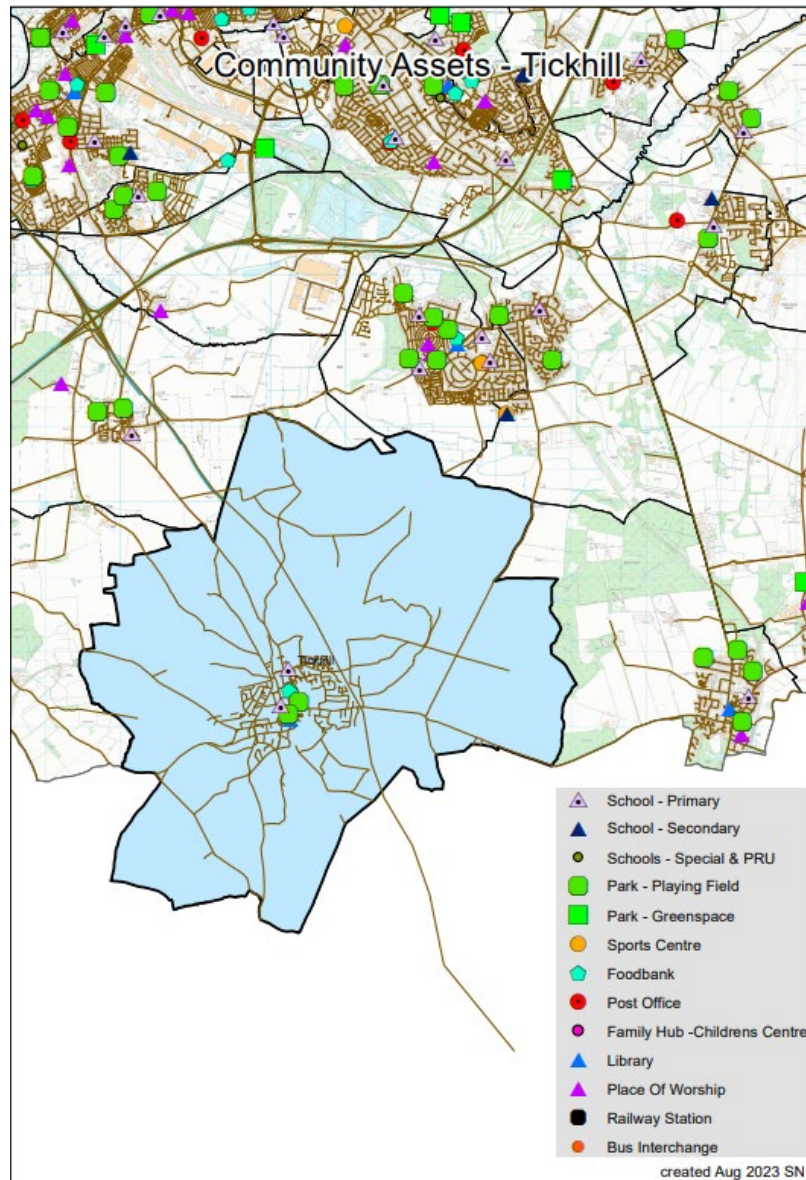 Community Assets - Tickhill
Tickhill
School - Primary
School - Secondary
Schools - Special & PRU
Park - Playing Field
Park - Greenspace
Sports Centre
Foodbank
Post Office
Family Hub -Childrens Centre
Library
Place Of Worship
Railway Station
Bus Interchange
created Aug 2023 SN